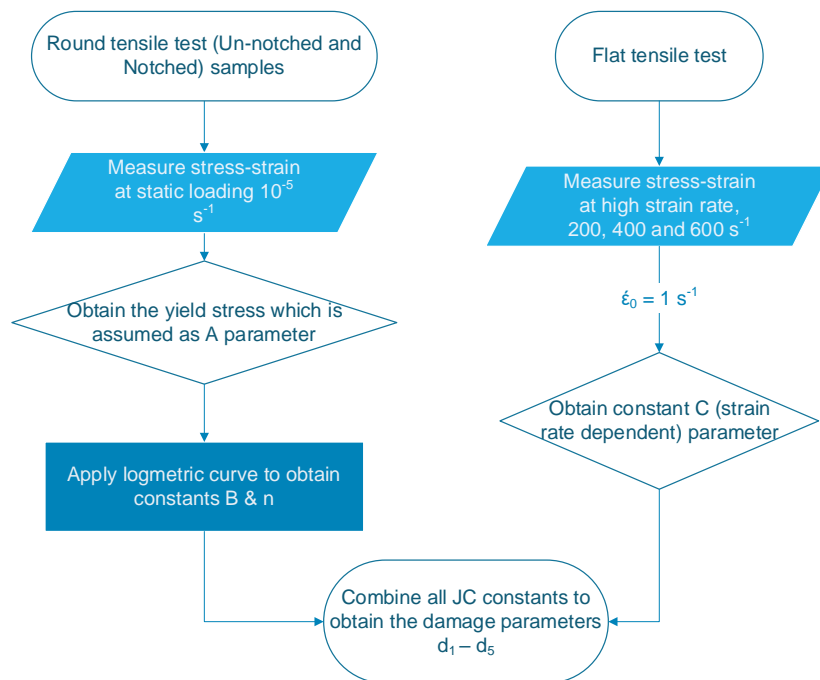 Round tensile test (Un-notched and
Notched) samples
Measure stress-strain
at static loading 10⁻⁵
s⁻¹
Obtain the yield stress which is
assumed as A parameter
Apply logmetric curve to obtain
constants B & n
Flat tensile test
Measure stress-strain
at high strain rate,
200, 400 and 600 s⁻¹
έ₀ = 1 s⁻¹
Obtain constant C (strain
rate dependent) parameter
Combine all JC constants to
obtain the damage parameters
d₁ – d₅